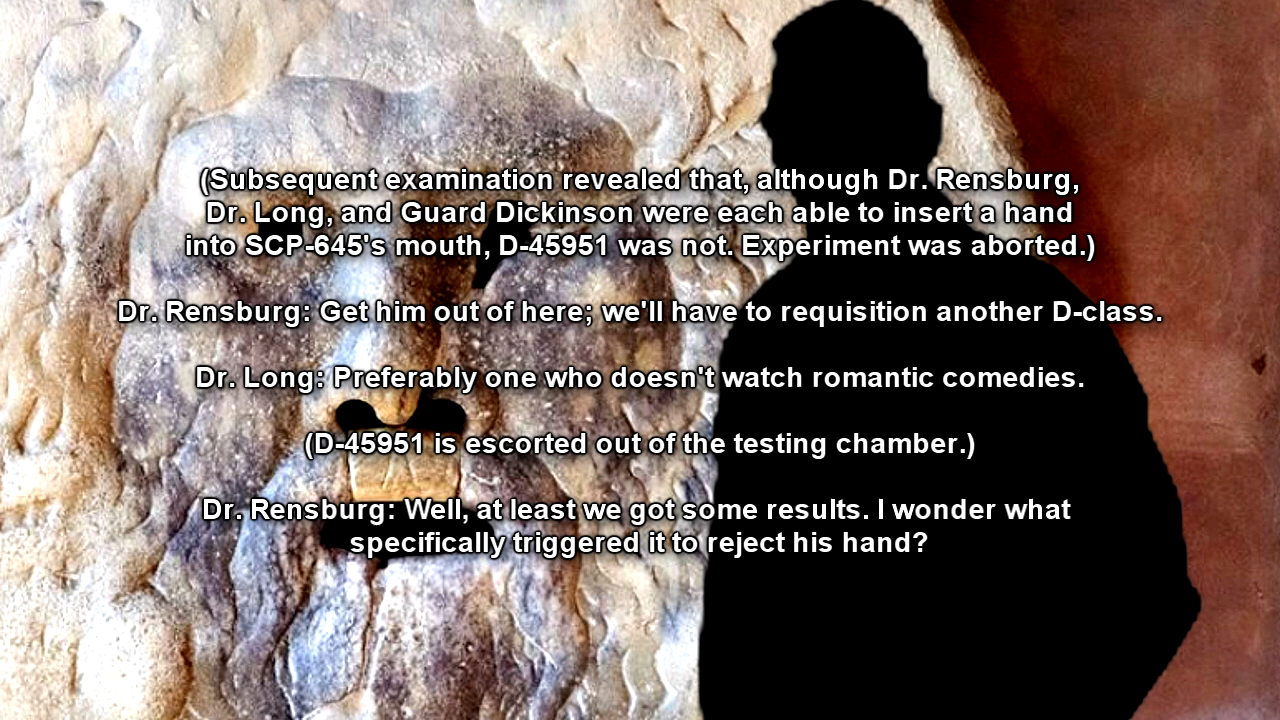 (Subsequent examination revealed that, although Dr. Rensburg,
Dr. Long, and Guard Dickinson were each able to insert a hand
into SCP-645's mouth, D-45951 was not. Experiment was aborted.)
Dr. Rensburg: Get him out of here; we'll have to requisition another D-class.
Dr. Long: Preferably one who doesn't watch romantic comedies.
(D-45951 is escorted out of the testing chamber.)
Dr. Rensburg: Well, at least we got some results. I wonder what
specifically triggered it to reject his hand?